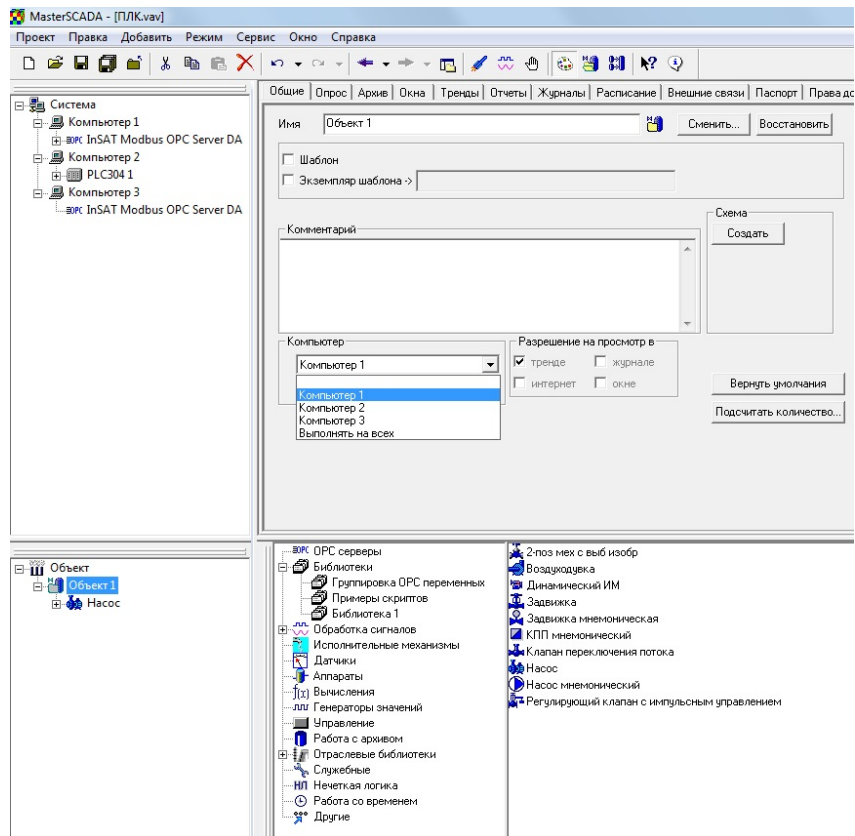 MasterSCADA - [ПЛК.vav]
Проект Правка Добавить Режим Сервис Окно Справка
Система
Компьютер 1
InSAT Modbus OPC Server DA
Компьютер 2
PLC304 1
Компьютер 3
InSAT Modbus OPC Server DA
Общие Опрос Архив Окна Тренды Отчеты Журналы Расписание Внешние связи Паспорт Права до
Имя Объект 1 Сменить... Восстановить
Шаблон
Экземпляр шаблона ->
Схема
Создать
Комментарий
Компьютер
Компьютер 1
Компьютер 1
Компьютер 2
Компьютер 3
Выполнять на всех
Разрешение на просмотр в
тренде журнале
интернет окне
Вернуть умолчания
Подсчитать количество...
Объект
Объект 1
Насос
OPC серверы
Библиотеки
Группировка OPC переменных
Примеры скриптов
Библиотека 1
Обработка сигналов
Исполнительные механизмы
Датчики
Аппараты
Вычисления
Генераторы значений
Управление
Работа с архивом
Отраслевые библиотеки
Служебные
НЛ Нечеткая логика
Работа со временем
Другие
2-поз мех с выб изобр
Воздуходувка
Динамический ИМ
Задвижка
Задвижка мнемоническая
КПП мнемонический
Клапан переключения потока
Насос
Насос мнемонический
Регулирующий клапан с импульсным управлением